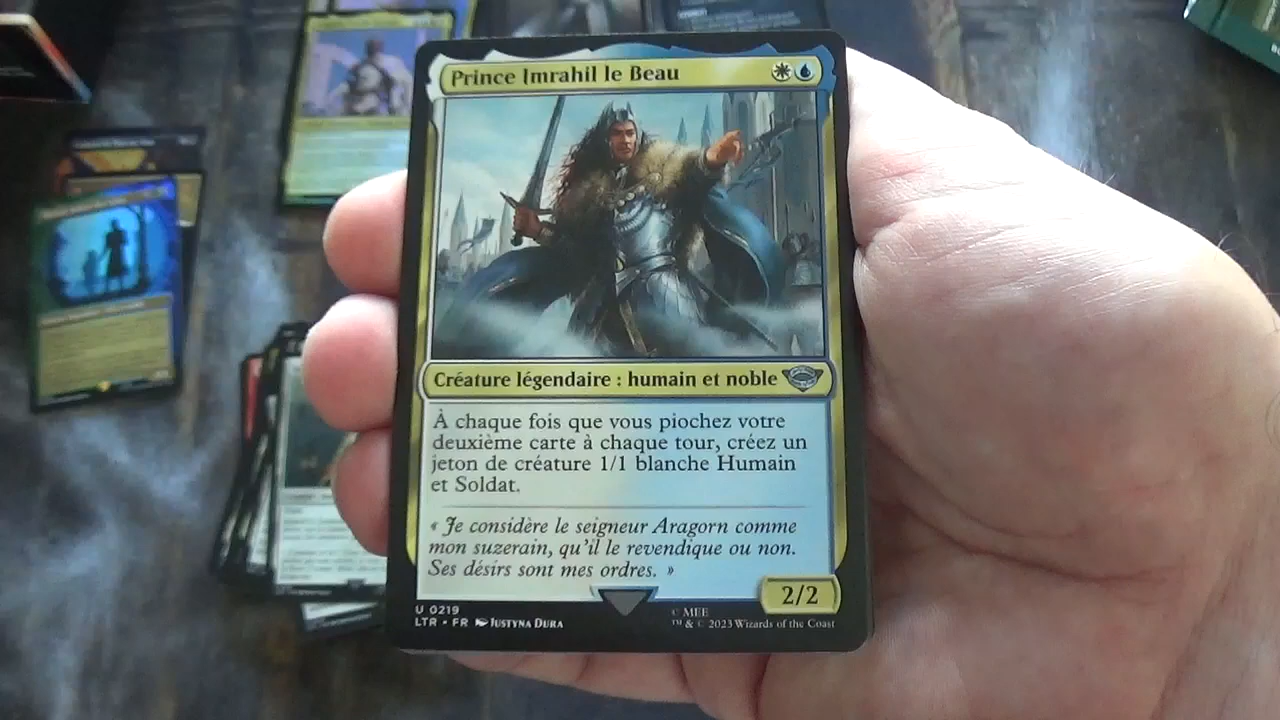 Prince Imrahil le Beau
Créature légendaire : humain et noble
À chaque fois que vous piochez votre
deuxième carte à chaque tour, créez un
jeton de créature 1/1 blanche Humain
et Soldat.
« Je considère le seigneur Aragorn comme
mon suzerain, qu'il le revendique ou non.
Ses désirs sont mes ordres. »
2/2
U 0219
LTR • FR Justyna Dura
© MEE
™ & © 2023 Wizards of the Coast